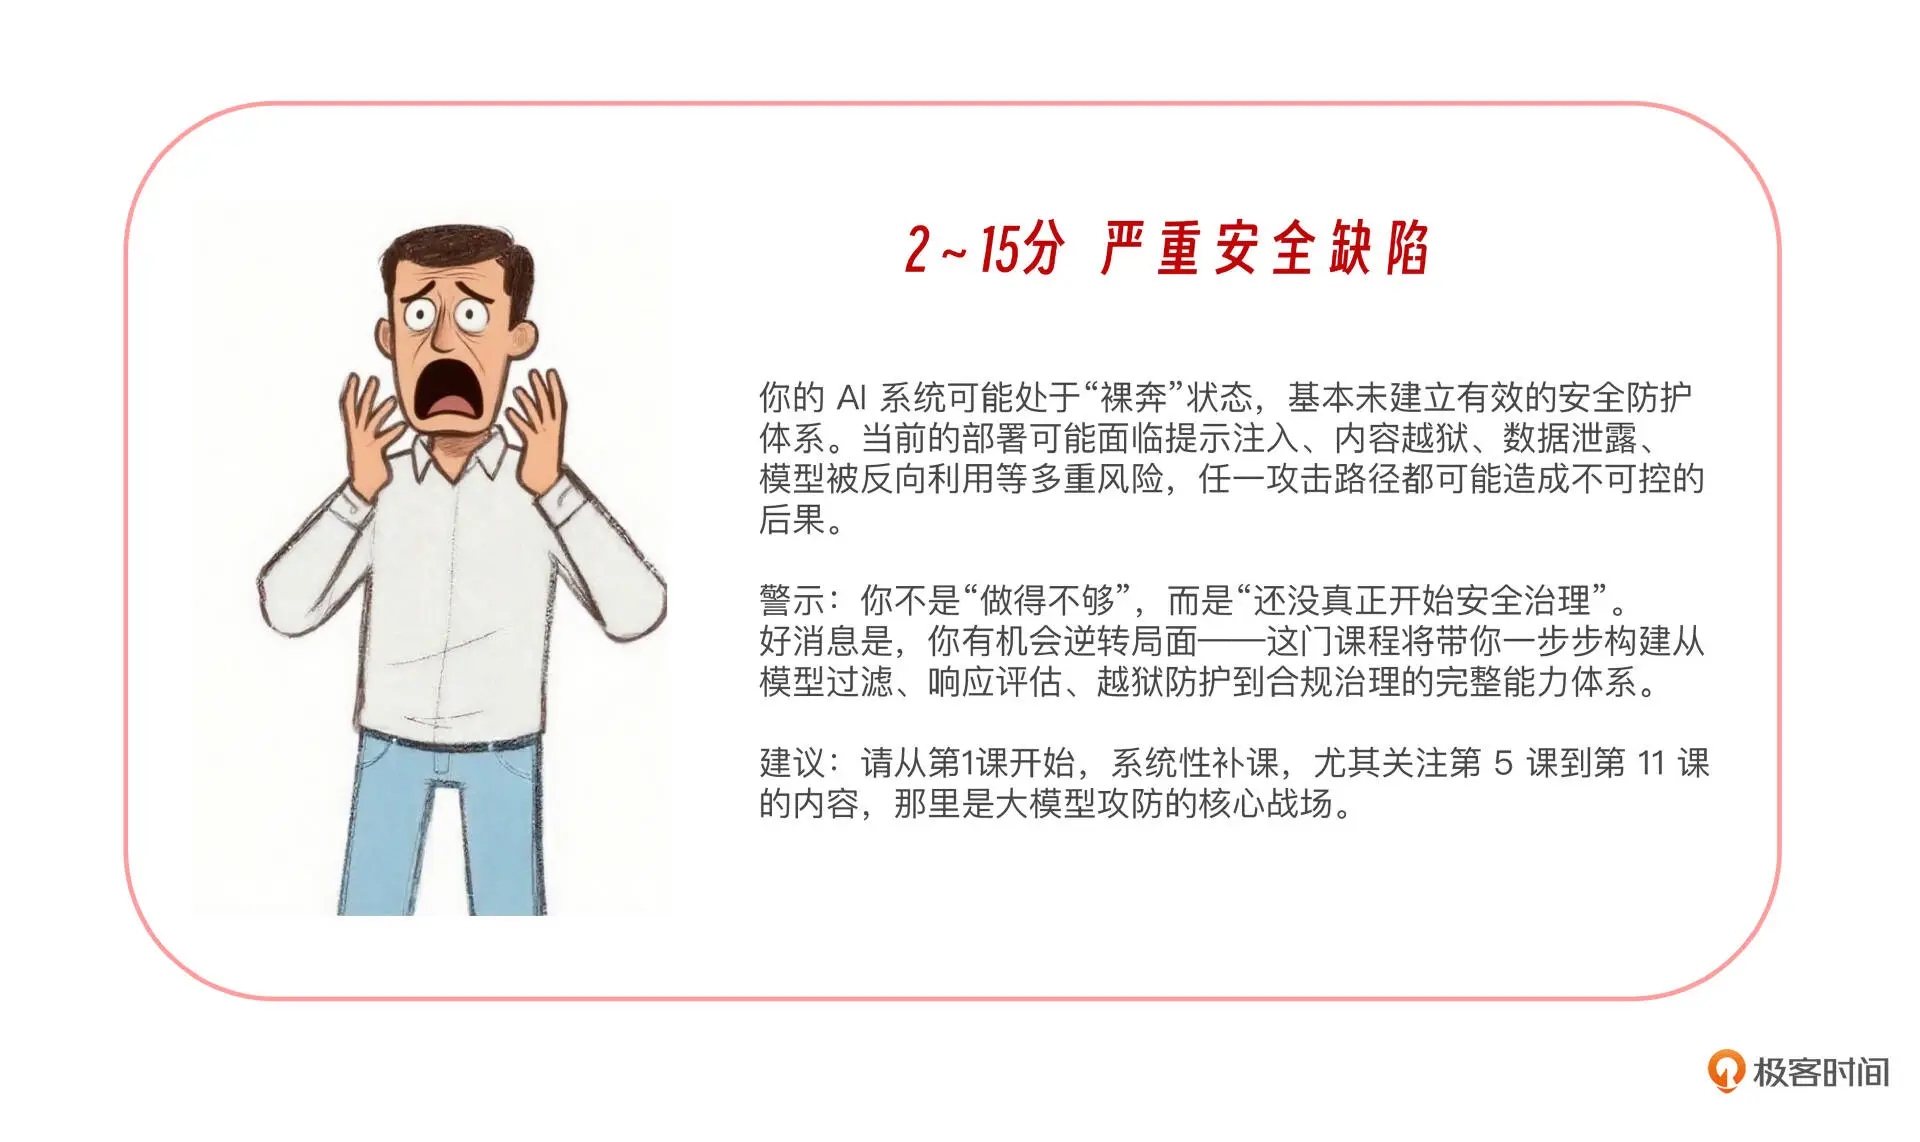 2~15分 严重安全缺陷
你的 AI 系统可能处于“裸奔”状态，基本未建立有效的安全防护
体系。当前的部署可能面临提示注入、内容越狱、数据泄露、
模型被反向利用等多重风险，任一攻击路径都可能造成不可控的
后果。
警示：你不是“做得不够”，而是“还没真正开始安全治理”。
好消息是，你有机会逆转局面——这门课程将带你一步步构建从
模型过滤、响应评估、越狱防护到合规治理的完整能力体系。
建议：请从第1课开始，系统性补课，尤其关注第 5 课到第 11 课
的内容，那里是大模型攻防的核心战场。
极客时间